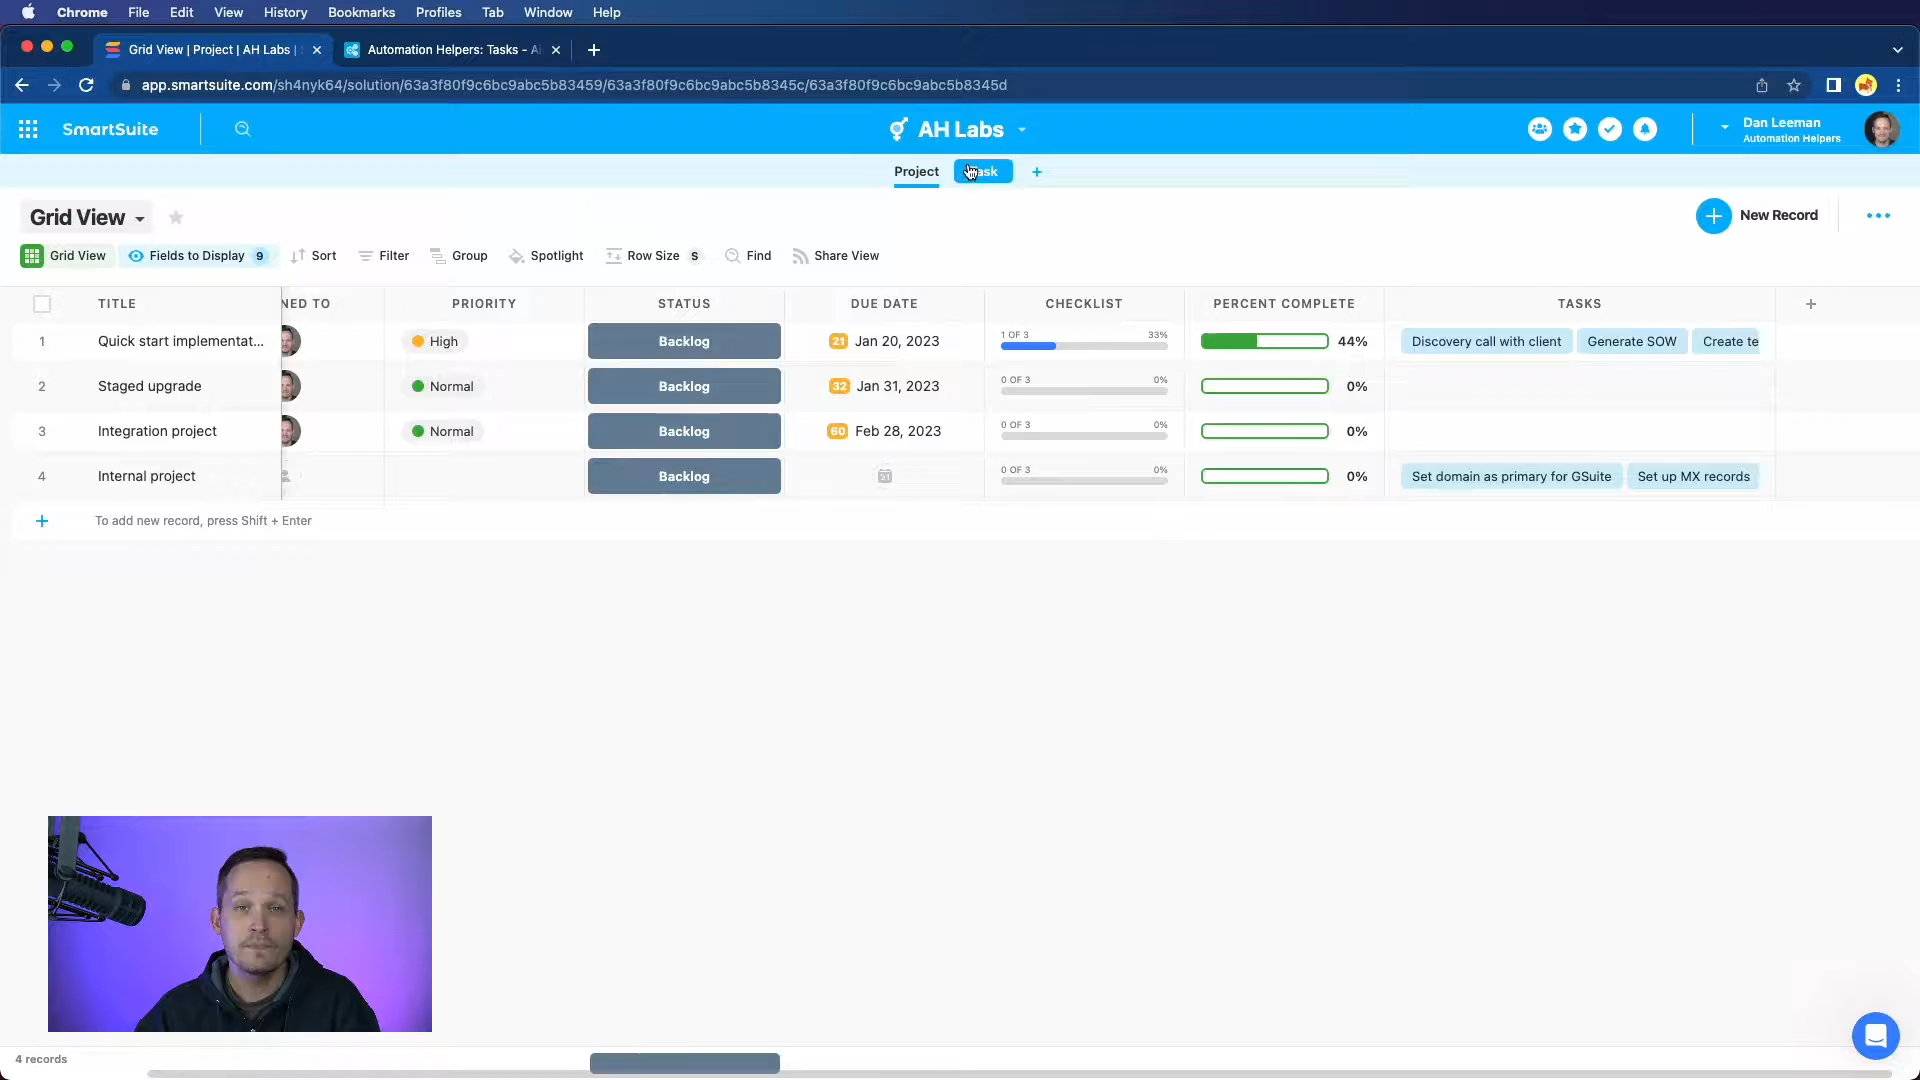 Chrome File Edit View History Bookmarks Profiles Tab Window Help
Grid View | Project | AH Labs | Automation Helpers: Tasks - Ai
app.smartsuite.com/sh4nyk64/solution/63a3f80f9c6bc9abc5b83459/63a3f80f9c6bc9abc5b8345c/63a3f80f9c6bc9abc5b8345d
SmartSuite AH Labs Dan Leeman
Automation Helpers
Project ask +
Grid View New Record
Grid View Fields to Display 9 Sort Filter Group Spotlight Row Size S Find Share View
TITLE NED TO PRIORITY STATUS DUE DATE CHECKLIST PERCENT COMPLETE TASKS +
1 Quick start implementat... High Backlog 21 Jan 20, 2023 1 OF 3 33% 44% Discovery call with client Generate SOW Create te
2 Staged upgrade Normal Backlog 32 Jan 31, 2023 0 OF 3 0% 0%
3 Integration project Normal Backlog 60 Feb 28, 2023 0 OF 3 0% 0%
4 Internal project Backlog 31 0 OF 3 0% 0% Set domain as primary for GSuite Set up MX records
+ To add new record, press Shift + Enter
4 records